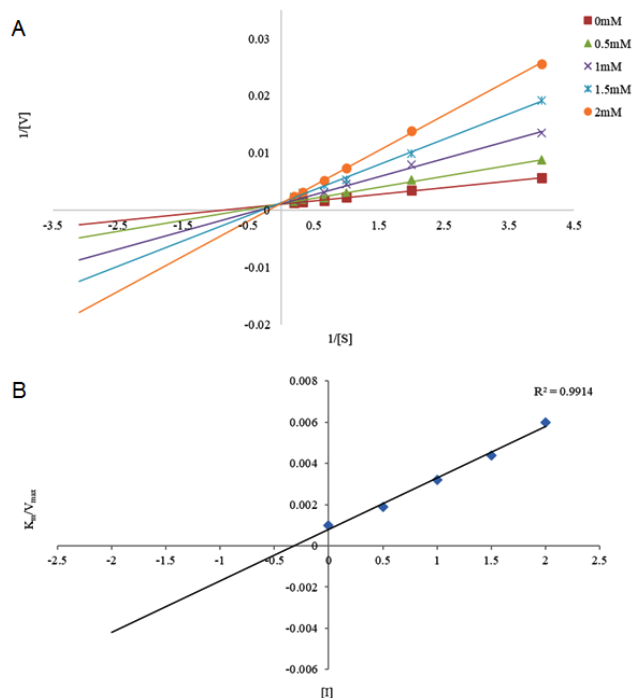 A
0.03
0.02
0.01
0
-0.01
-0.02
-3.5
-2.5
-1.5
-0.5
0.5
1.5
2.5
3.5
4.5
1/[V]
1/[S]
0mM
0.5mM
1mM
1.5mM
2mM
B
R² = 0.9914
0.008
0.006
0.004
0.002
0
-0.002
-0.004
-0.006
-2.5
-2
-1.5
-1
-0.5
0
0.5
1
1.5
2
2.5
Kₘ/Vₘₐₓ
[I]